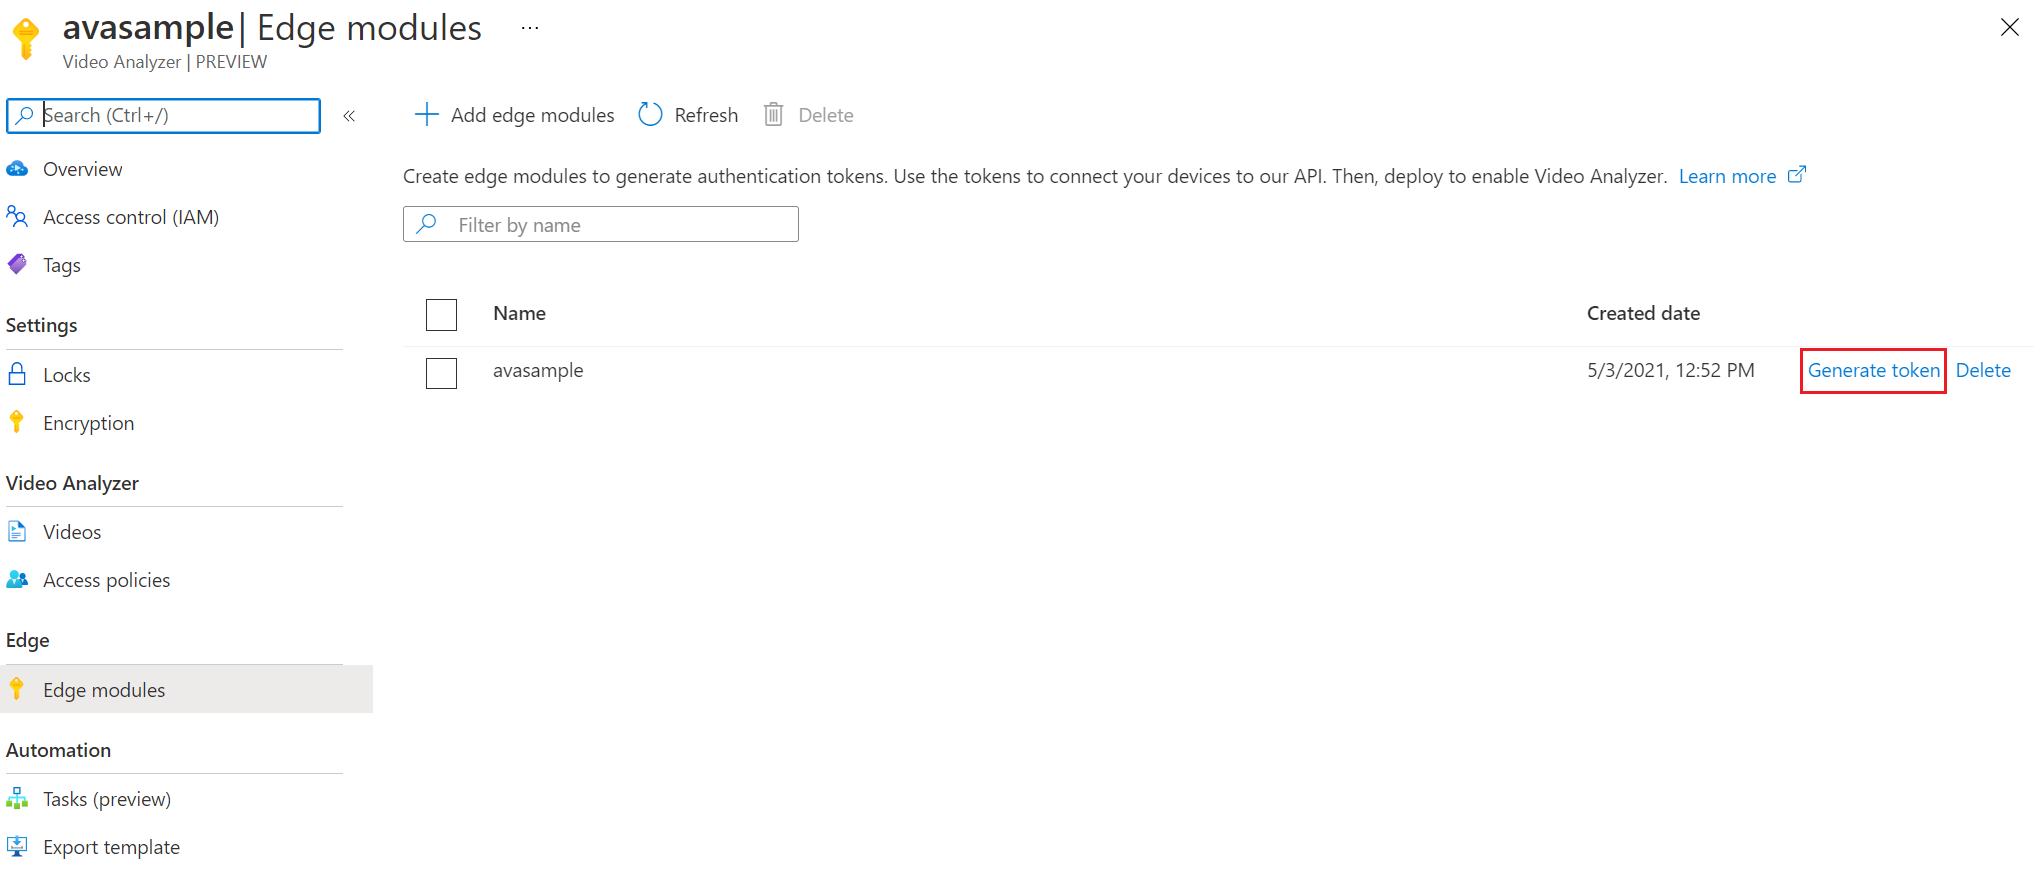 avasample | Edge modules ...
Video Analyzer | PREVIEW
Search (Ctrl+/)
«
Overview
Access control (IAM)
Tags
Settings
Locks
Encryption
Video Analyzer
Videos
Access policies
Edge
Edge modules
Automation
Tasks (preview)
Export template
Add edge modules Refresh Delete
Create edge modules to generate authentication tokens. Use the tokens to connect your devices to our API. Then, deploy to enable Video Analyzer. Learn more
Filter by name
Name Created date
avasample 5/3/2021, 12:52 PM Generate token Delete